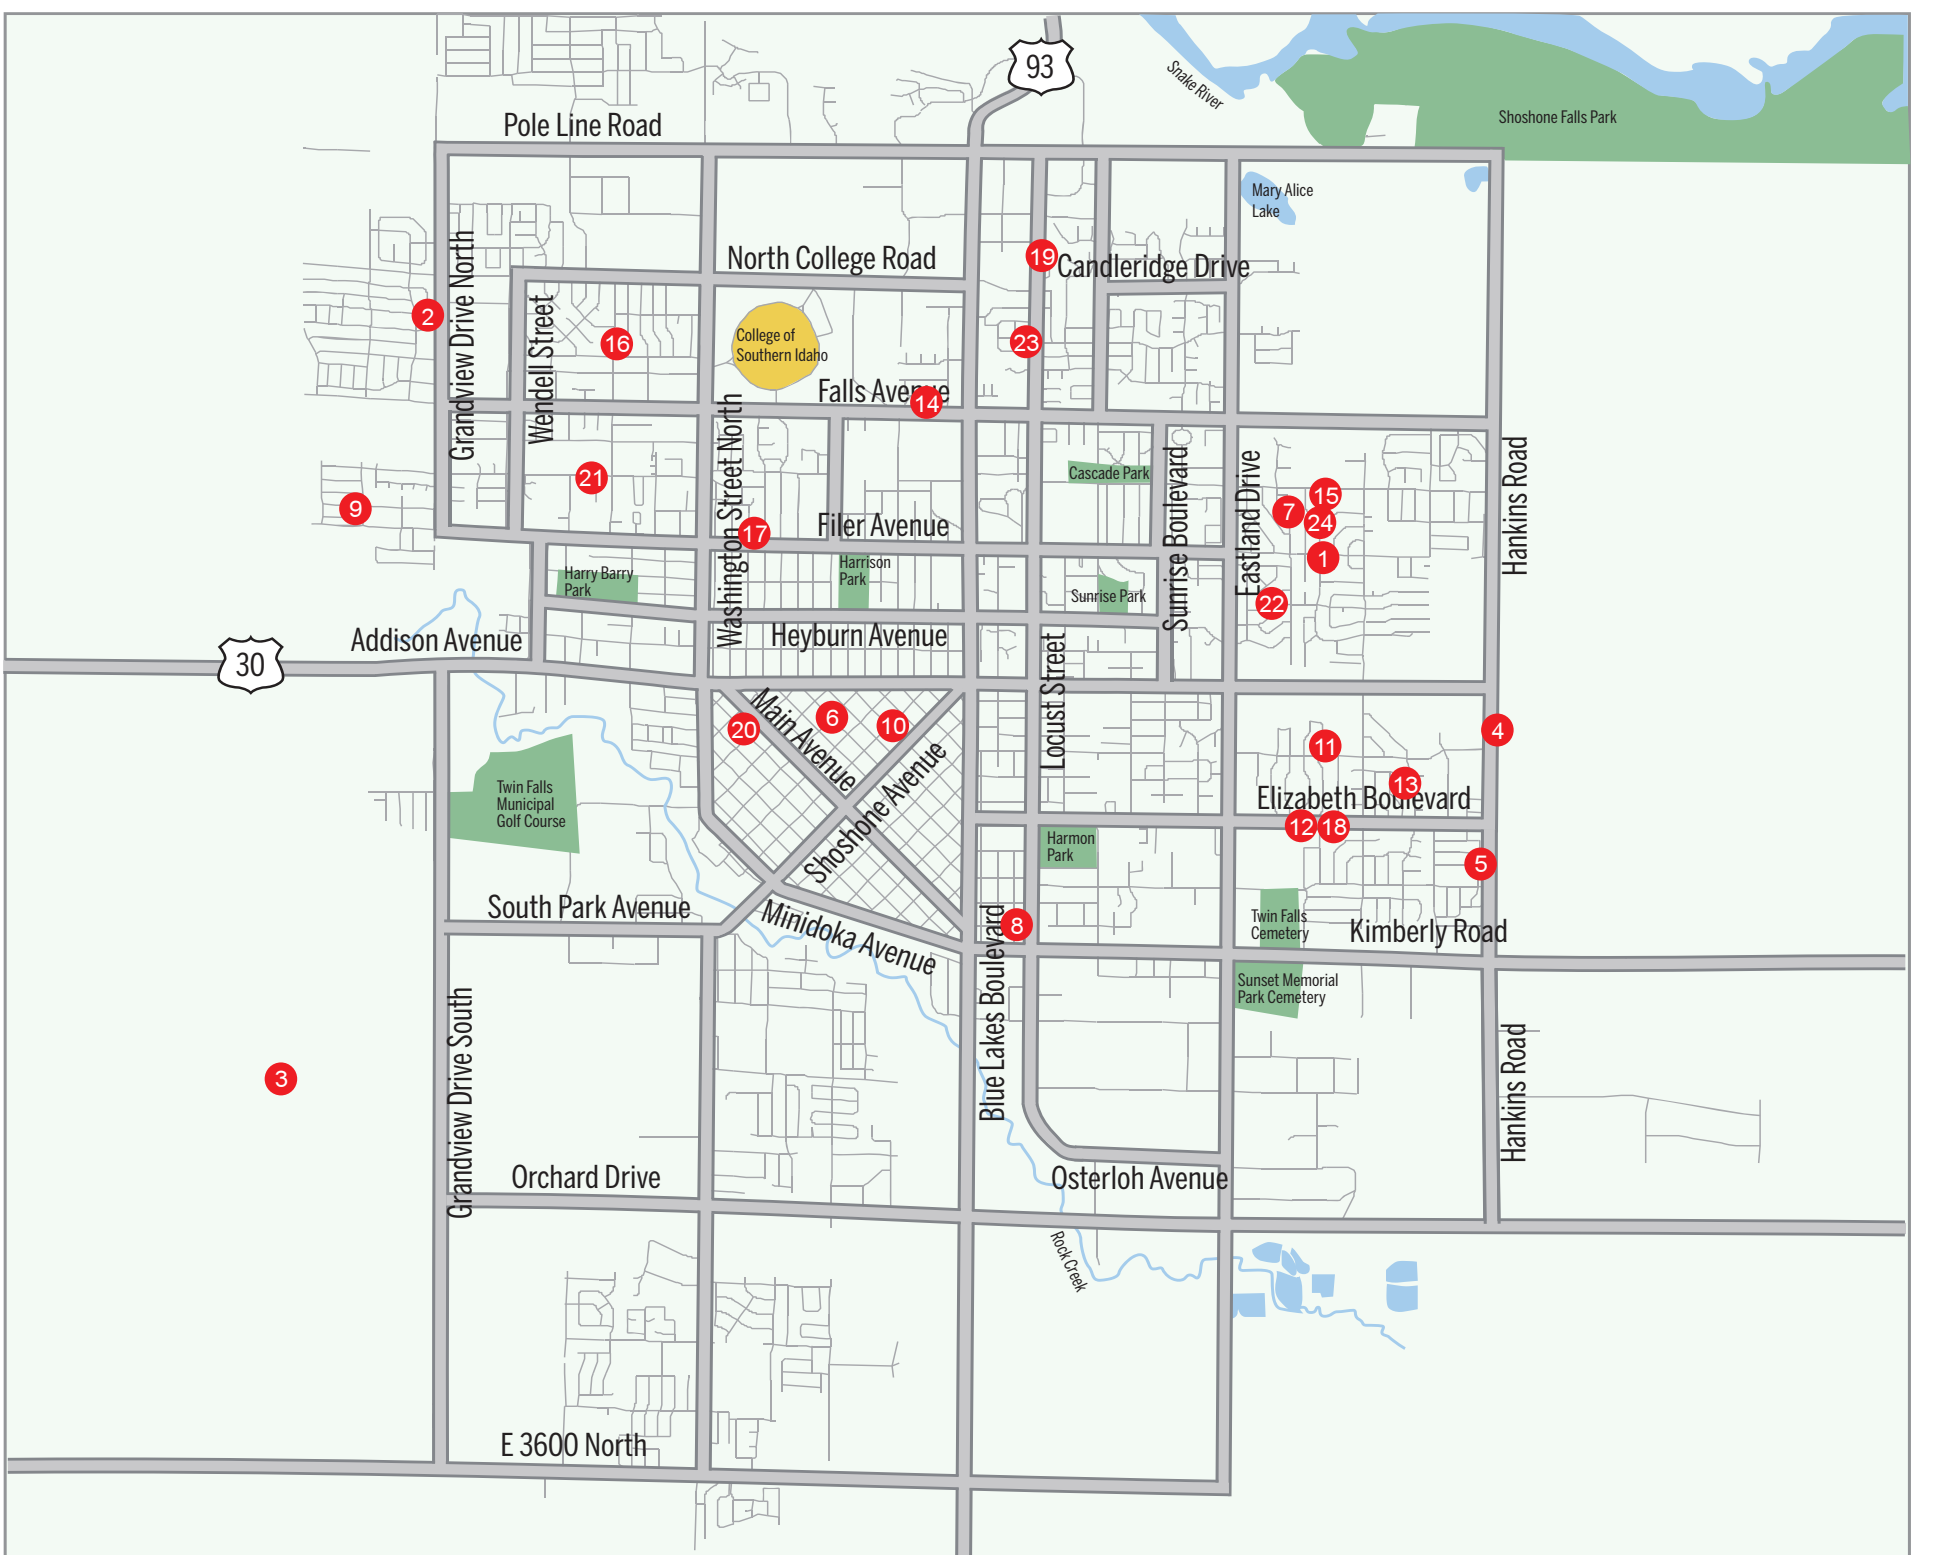 93
Snake River
Shoshone Falls Park
Pole Line Road
Mary Alice
Lake
North College Road
19
Candleridge Drive
2
Grandview Drive North
Wendell Street
16
College of
Southern Idaho
23
Falls Avenue
14
Washington Street North
21
9
17
Filer Avenue
Cascade Park
Sunrise Boulevard
Eastland Drive
15
7
24
1
22
Hankins Road
Harry Barry
Park
Harrison
Park
Sunrise Park
Addison Avenue
30
Heyburn Avenue
Locust Street
Main Avenue
20
6
10
Shoshone Avenue
4
11
13
Elizabeth Boulevard
12
18
5
Twin Falls
Municipal
Golf Course
Harmon
Park
South Park Avenue
Minidoka Avenue
8
Blue Lakes Boulevard
Twin Falls
Cemetery
Kimberly Road
Sunset Memorial
Park Cemetery
3
Grandview Drive South
Hankins Road
Orchard Drive
Osterloh Avenue
Rock Creek
E 3600 North